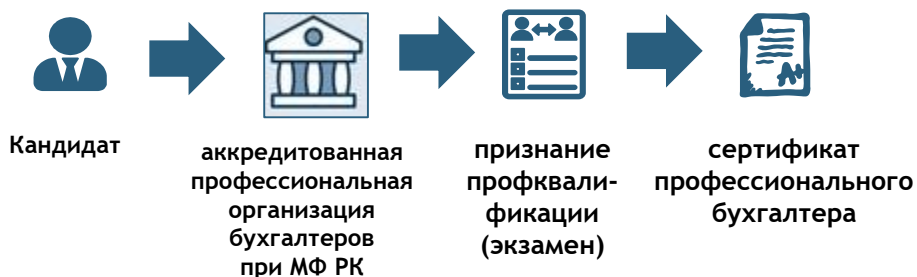 Кандидат
аккредитованная
профессиональная
организация
бухгалтеров
при МФ РК
признание
профквали-
фикации
(экзамен)
сертификат
профессионального
бухгалтера
A+